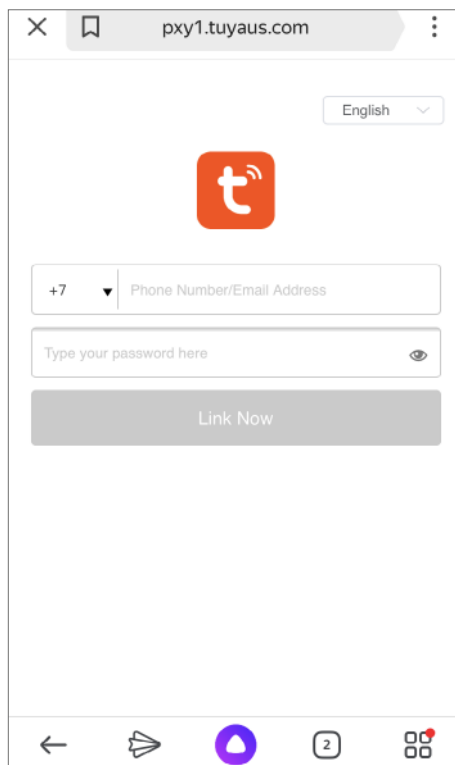 pxy1.tuyaus.com
English
t
+7 Phone Number/Email Address
Type your password here
Link Now
2